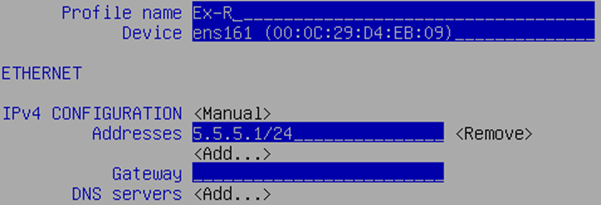 Profile name Ex-R_
Device ens161 (00:0C:29:D4:EB:09)
ETHERNET
IPv4 CONFIGURATION <Manual>
Addresses 5.5.5.1/24 <Remove>
<Add...>
Gateway
DNS servers <Add...>